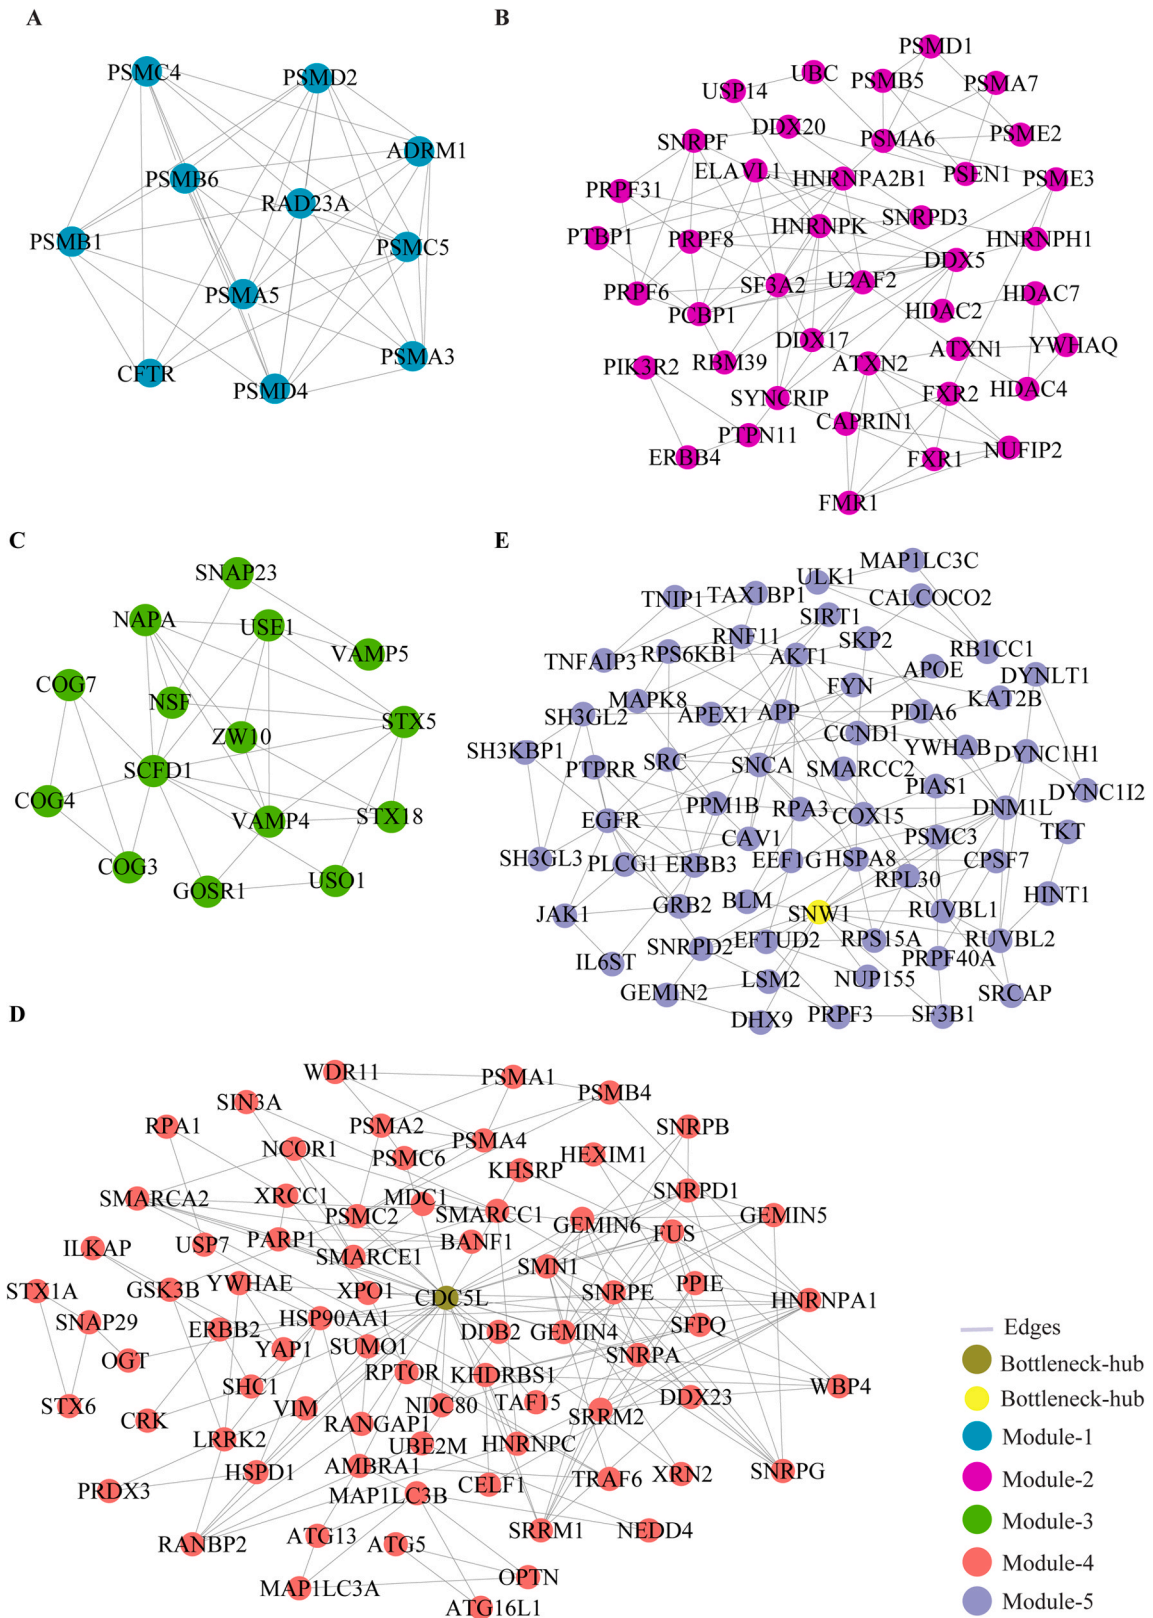 A
PSMC4
PSMD2
ADRM1
PSMB6
RAD23A
PSMB1
PSMC5
PSMA5
PSMA3
CFTR
PSMD4
B
PSMD1
UBC
PSMB5
PSMA7
USP14
DDX20
PSMA6
PSME2
SNRPF
ELAVL1
HNRNPA2B1
PSEN1
PSME3
PRPF31
SNRPD3
PTBP1
PRPF8
HNRNPK
HNRNPH1
DDX5
PRPF6
SF3A2
U2AF2
HDAC7
PCBP1
HDAC2
DDX17
ATXN1
YWHAQ
PIK3R2
RBM39
ATXN2
HDAC4
SYNCRIP
FXR2
CAPRIN1
PTPN11
NUFIP2
ERBB4
FXR1
FMR1
C
SNAP23
NAPA
USE1
VAMP5
COG7
NSF
STX5
ZW10
SCFD1
COG4
VAMP4
STX18
COG3
GOSR1
USO1
E
MAP1LC3C
ULK1
TAX1BP1
CALCOCO2
TNIP1
SIRT1
RNF11
SKP2
RB1CC1
TNFAIP3
RPS6KB1
AKT1
APOE
DYNLT1
MAPK8
FYN
KAT2B
SH3GL2
APEX1
APP
PDIA6
CCND1
SH3KBP1
YWHAB
DYNC1H1
PTPRR
SRC
SNCA
SMARCC2
PIAS1
DYNC1I2
PPM1B
RPA3
COX15
DNM1L
EGFR
CAV1
PSMC3
TKT
SH3GL3
PLCG1
ERBB3
EEF1G
HSPA8
CPSF7
RPL30
HINT1
JAK1
GRB2
BLM
SNW1
RUVBL1
SNRPD2
EFTUD2
RPS15A
RUVBL2
IL6ST
PRPF40A
GEMIN2
LSM2
NUP155
SRCAP
DHX9
PRPF3
SF3B1
D
WDR11
PSMA1
PSMB4
SIN3A
RPA1
PSMA2
PSMA4
SNRPB
NCOR1
PSMC6
HEXIM1
KHSRP
SMARCA2
XRCC1
MDC1
SNRPD1
PSMC2
SMARCC1
GEMIN6
GEMIN5
ILKAP
USP7
PARP1
BANF1
FUS
SMARCE1
SMN1
STX1A
GSK3B
YWHAE
XPO1
CDC5L
SNRPE
PPIE
HNRNPA1
SNAP29
ERBB2
HSP90AA1
DDB2
GEMIN4
SFPQ
OGT
YAP1
SUMO1
SNRPA
RPTOR
KHDRBS1
WBP4
STX6
SHC1
VIM
NDC80
TAF15
DDX23
CRK
RANGAP1
SRRM2
LRRK2
UBE2M
HNRNPC
PRDX3
HSPD1
AMBRA1
CELF1
TRAF6
XRN2
SNRPG
MAP1LC3B
RANBP2
ATG13
ATG5
SRRM1
NEDD4
MAP1LC3A
OPTN
ATG16L1
Edges
Bottleneck-hub
Bottleneck-hub
Module-1
Module-2
Module-3
Module-4
Module-5